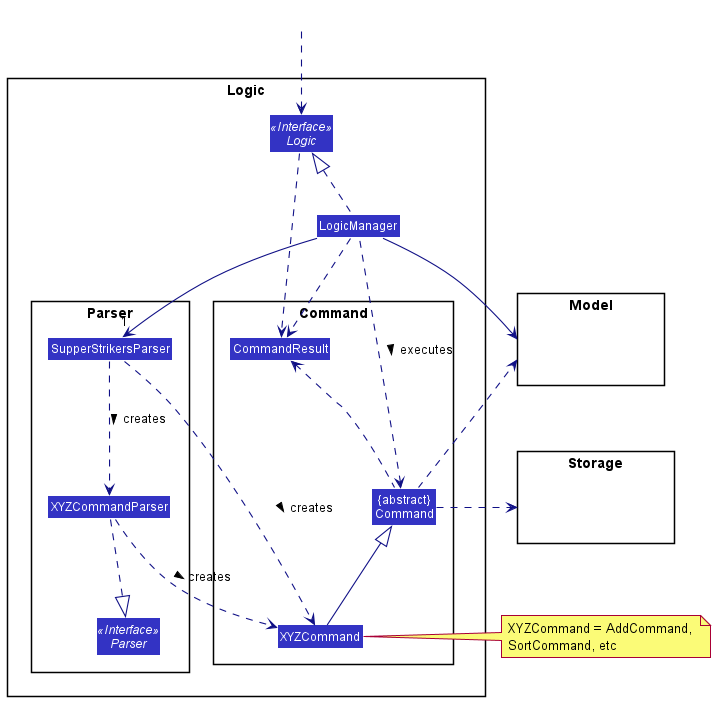 Logic
«Interface»
Logic
LogicManager
Parser
Command
Model
1
SupperStrikersParser
CommandResult
executes
creates
Storage
XYZCommandParser
{abstract}
Command
creates
creates
«Interface»
Parser
XYZCommand
XYZCommand = AddCommand,
SortCommand, etc